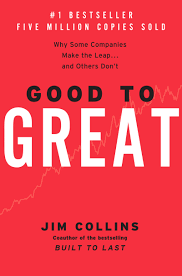 #1 BESTSELLER
FIVE MILLION COPIES SOLD
Why Some Companies
Make the Leap...
and Others Don't
GOOD TO
GREAT
JIM COLLINS
Coauthor of the bestselling
BUILT TO LAST